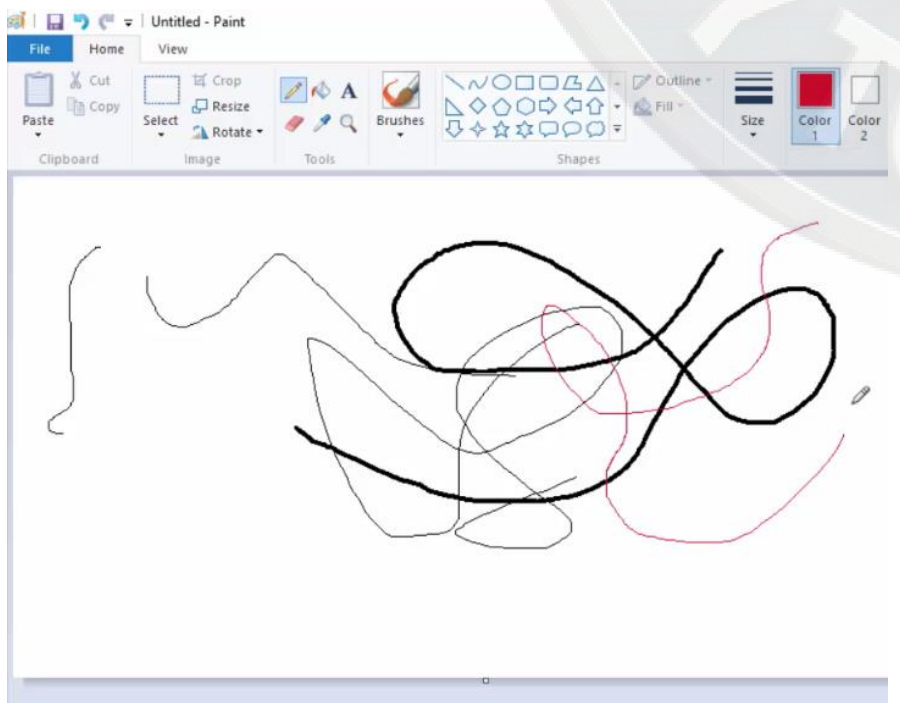 Untitled - Paint
File Home View
Paste Cut Copy Select Crop Resize Rotate A Brushes Outline Fill Size Color 1 Color 2
Clipboard Image Tools Shapes